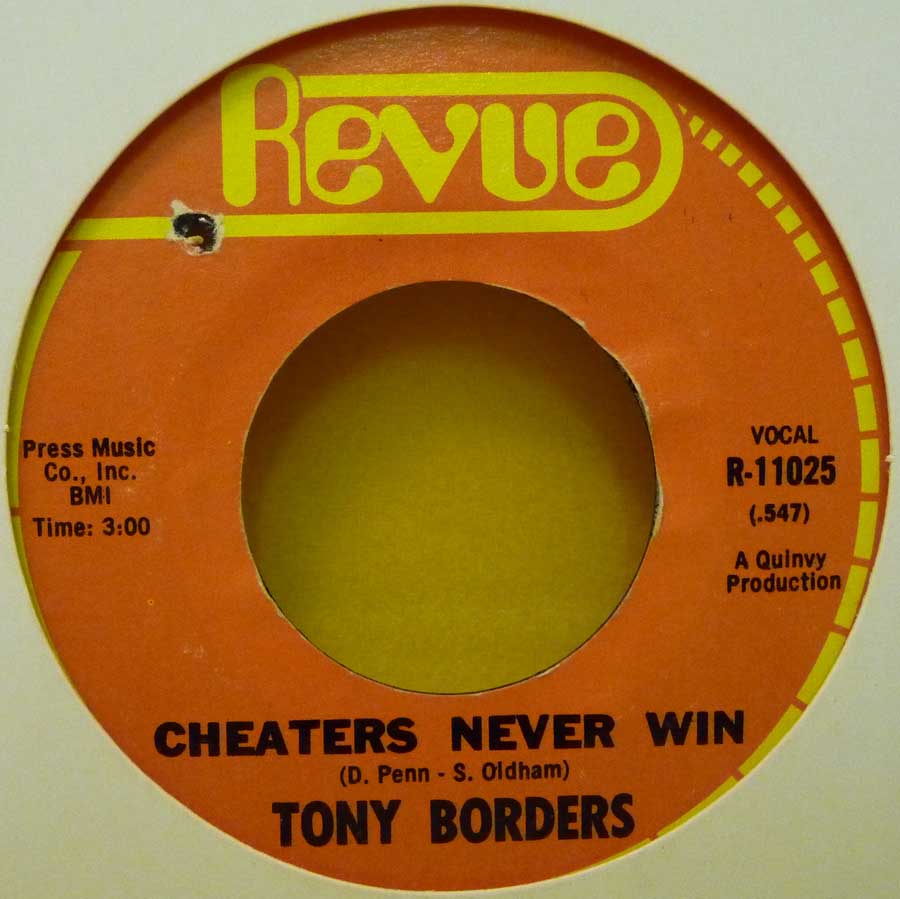 Revue
Press Music
Co., Inc.
BMI
Time: 3:00
VOCAL
R-11025
(.547)
A Quinvy
Production
CHEATERS NEVER WIN
(D. Penn - S. Oldham)
TONY BORDERS